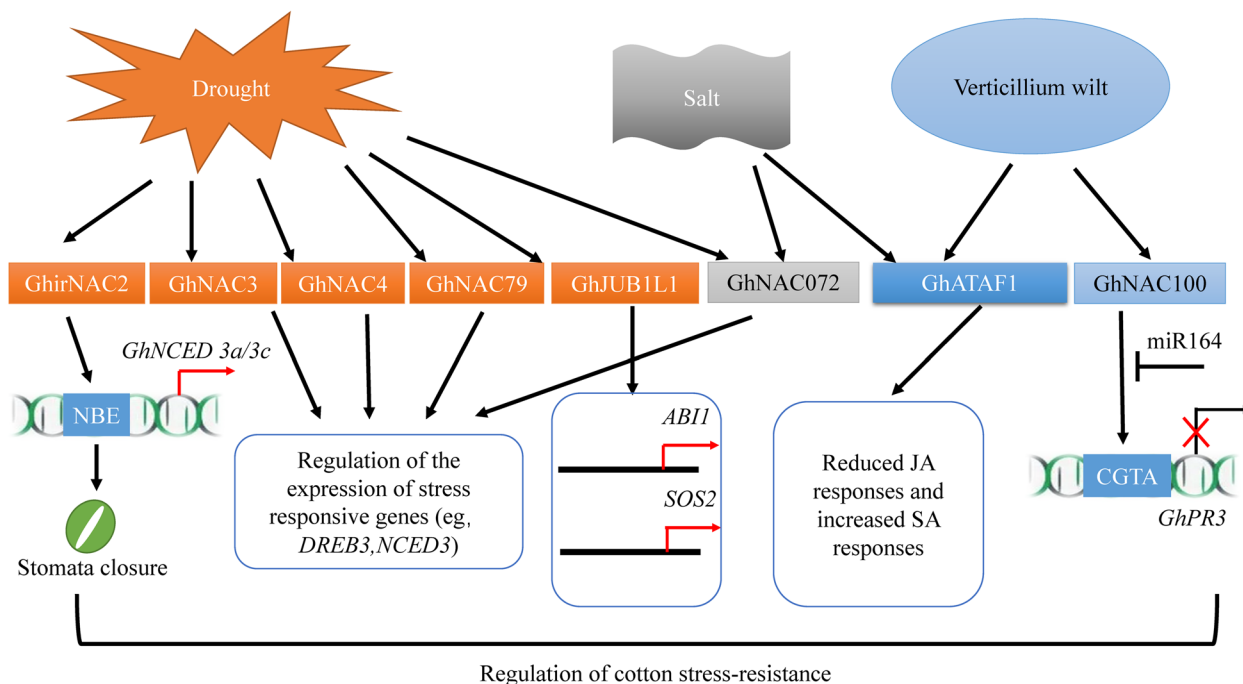 Drought
Salt
Verticillium wilt
GhirNAC2
GhNAC3
GhNAC4
GhNAC79
GhJUB1L1
GhNAC072
GhATAF1
GhNAC100
GhNCED 3a/3c
miR164
NBE
ABI1
Regulation of the
expression of stress
responsive genes (eg,
DREB3,NCED3)
SOS2
Reduced JA
responses and
increased SA
responses
CGTA
GhPR3
Stomata closure
Regulation of cotton stress-resistance